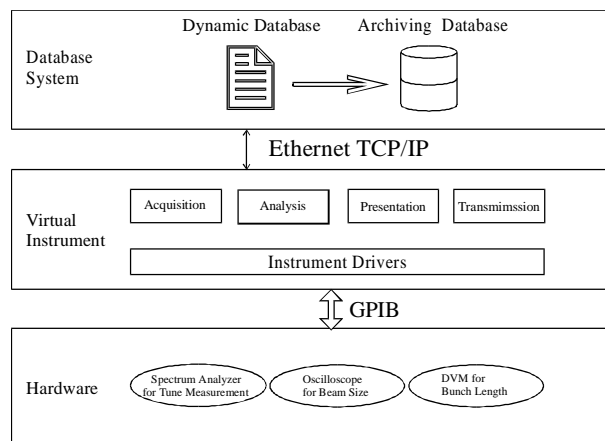 Dynamic Database
Archiving Database
Database
System
Ethernet TCP/IP
Virtual
Instrument
Acquisition
Analysis
Presentation
Transmimssion
Instrument Drivers
GPIB
Hardware
Spectrum Analyzer
for Tune Measurement
Oscilloscope
for Beam Size
DVM for
Bunch Length